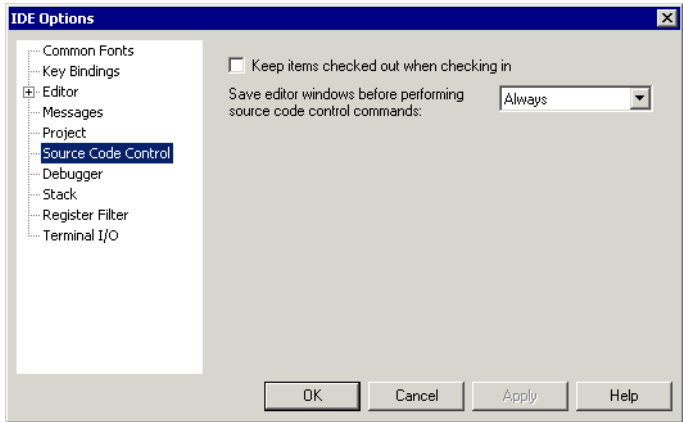 IDE Options
Common Fonts
Key Bindings
Editor
Messages
Project
Source Code Control
Debugger
Stack
Register Filter
Terminal I/O
Keep items checked out when checking in
Save editor windows before performing
source code control commands:
Always
OK
Cancel
Apply
Help